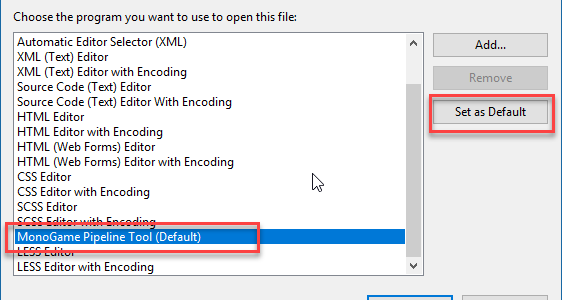 Choose the program you want to use to open this file:
Automatic Editor Selector (XML)
XML (Text) Editor
XML (Text) Editor with Encoding
Source Code (Text) Editor
Source Code (Text) Editor With Encoding
HTML Editor
HTML Editor with Encoding
HTML (Web Forms) Editor
HTML (Web Forms) Editor with Encoding
CSS Editor
CSS Editor with Encoding
SCSS Editor
SCSS Editor with Encoding
MonoGame Pipeline Tool (Default)
LESS Editor
LESS Editor with Encoding
Add...
Remove
Set as Default